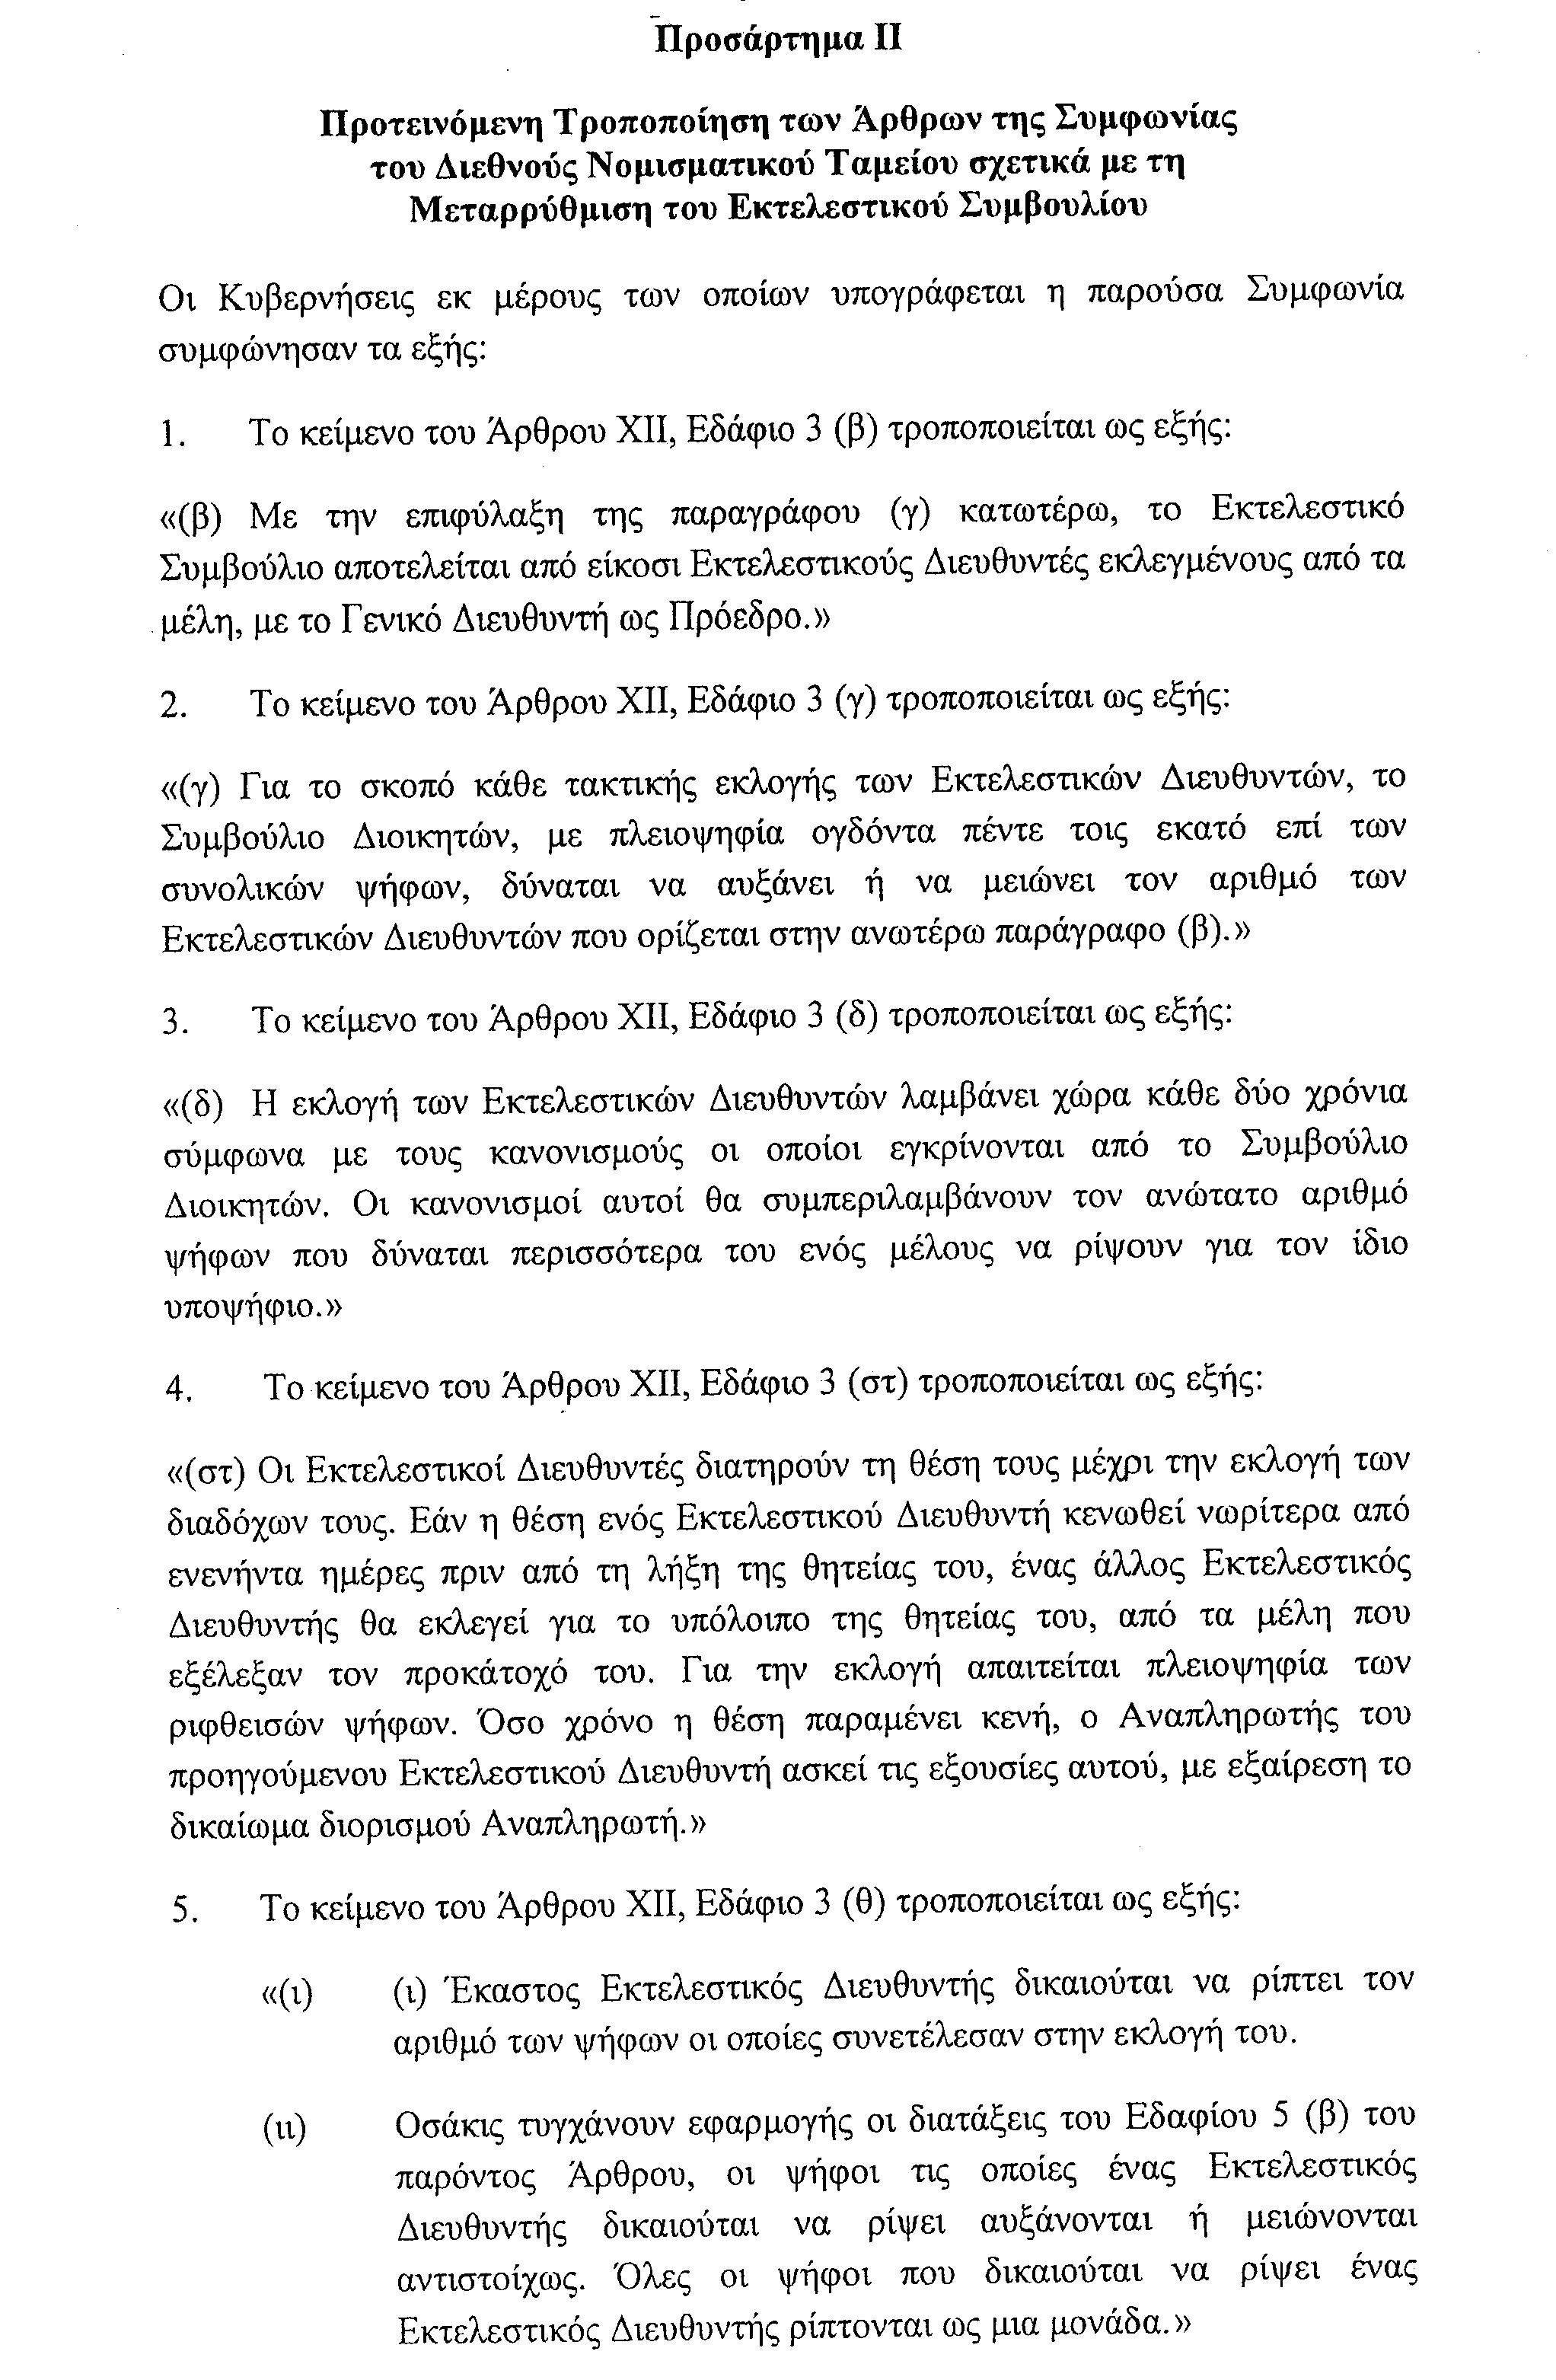 Προσάρτημα ΙΙ
Προτεινόμενη Τροποποίηση των Άρθρων της Συμφωνίας
του Διεθνούς Νομισματικού Ταμείου σχετικά με τη
Μεταρρύθμιση του Εκτελεστικού Συμβουλίου
Οι Κυβερνήσεις εκ μέρους των οποίων υπογράφεται η παρούσα Συμφωνία
συμφώνησαν τα εξής:
1. Το κείμενο του Άρθρου ΧΙΙ, Εδάφιο 3 (β) τροποποιείται ως εξής:
«(β) Με την επιφύλαξη της παραγράφου (γ) κατωτέρω, το Εκτελεστικό
Συμβούλιο αποτελείται από είκοσι Εκτελεστικούς Διευθυντές εκλεγμένους από τα
μέλη, με το Γενικό Διευθυντή ως Πρόεδρο.»
2. Το κείμενο του Άρθρου ΧΙΙ, Εδάφιο 3 (γ) τροποποιείται ως εξής:
«(γ) Για το σκοπό κάθε τακτικής εκλογής των Εκτελεστικών Διευθυντών, το
Συμβούλιο Διοικητών, με πλειοψηφία ογδόντα πέντε τοις εκατό επί των
συνολικών ψήφων, δύναται να αυξάνει ή να μειώνει τον αριθμό των
Εκτελεστικών Διευθυντών που ορίζεται στην ανωτέρω παράγραφο (β).»
3. Το κείμενο του Άρθρου ΧΙΙ, Εδάφιο 3 (δ) τροποποιείται ως εξής:
«(δ) Η εκλογή των Εκτελεστικών Διευθυντών λαμβάνει χώρα κάθε δύο χρόνια
σύμφωνα με τους κανονισμούς οι οποίοι εγκρίνονται από το Συμβούλιο
Διοικητών. Οι κανονισμοί αυτοί θα συμπεριλαμβάνουν τον ανώτατο αριθμό
ψήφων που δύναται περισσότερα του ενός μέλους να ρίψουν για τον ίδιο
υποψήφιο.»
4. Το κείμενο του Άρθρου ΧΙΙ, Εδάφιο 3 (στ) τροποποιείται ως εξής:
«(στ) Οι Εκτελεστικοί Διευθυντές διατηρούν τη θέση τους μέχρι την εκλογή των
διαδόχων τους. Εάν η θέση ενός Εκτελεστικού Διευθυντή κενωθεί νωρίτερα από
ενενήντα ημέρες πριν από τη λήξη της θητείας του, ένας άλλος Εκτελεστικός
Διευθυντής θα εκλεγεί για το υπόλοιπο της θητείας του, από τα μέλη που
εξέλεξαν τον προκάτοχό του. Για την εκλογή απαιτείται πλειοψηφία των
ριφθεισών ψήφων. Όσο χρόνο η θέση παραμένει κενή, ο Αναπληρωτής του
προηγούμενου Εκτελεστικού Διευθυντή ασκεί τις εξουσίες αυτού, με εξαίρεση το
δικαίωμα διορισμού Αναπληρωτή.»
5. Το κείμενο του Άρθρου ΧΙΙ, Εδάφιο 3 (θ) τροποποιείται ως εξής:
«(ι) (ι) Έκαστος Εκτελεστικός Διευθυντής δικαιούται να ρίπτει τον
αριθμό των ψήφων οι οποίες συνετέλεσαν στην εκλογή του.
(ιι) Οσάκις τυγχάνουν εφαρμογής οι διατάξεις του Εδαφίου 5 (β) του
παρόντος Άρθρου, οι ψήφοι τις οποίες ένας Εκτελεστικός
Διευθυντής δικαιούται να ρίψει αυξάνονται ή μειώνονται
αντιστοίχως. Όλες οι ψήφοι που δικαιούται να ρίψει ένας
Εκτελεστικός Διευθυντής ρίπτονται ως μια μονάδα.»